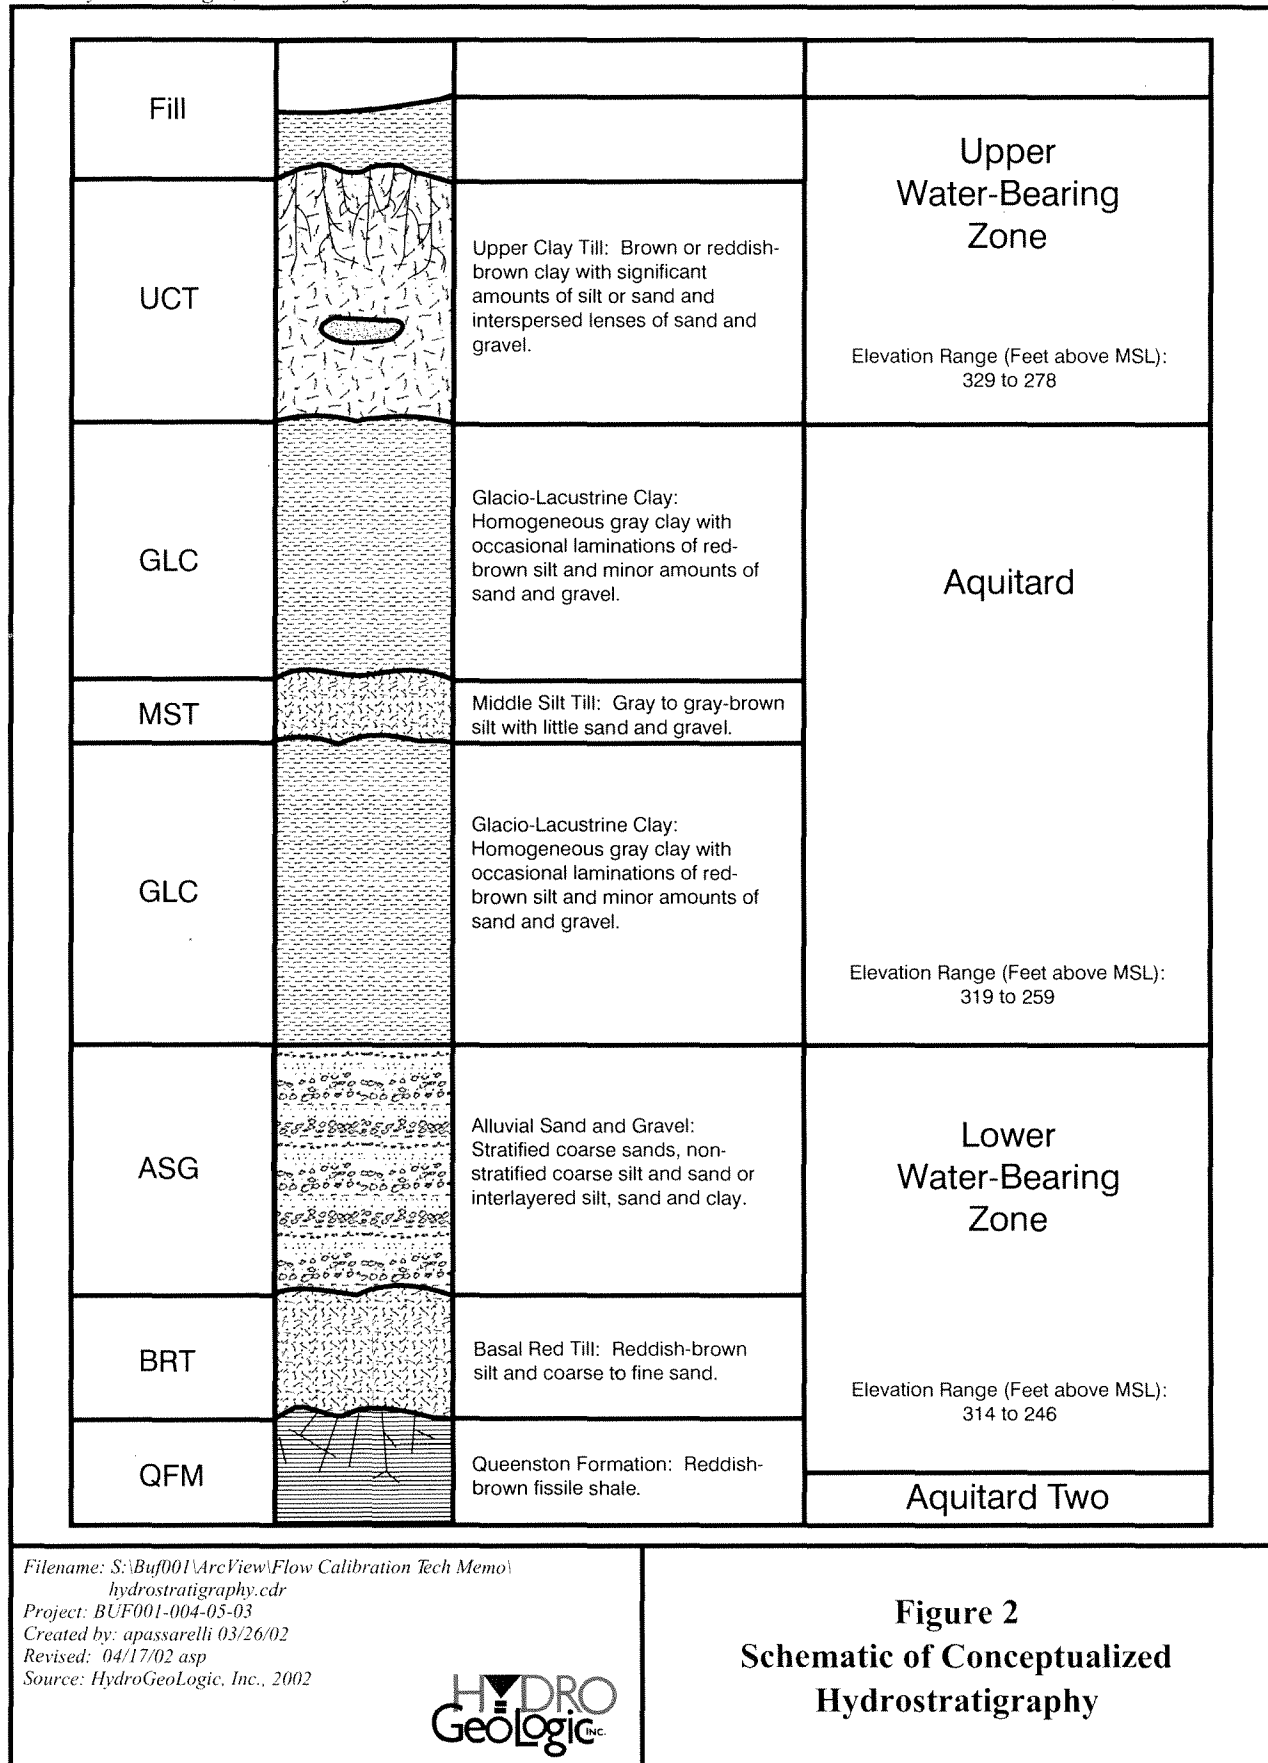 Fill
Upper
Water-Bearing
Zone
UCT
Upper Clay Till: Brown or reddish-
brown clay with significant
amounts of silt or sand and
interspersed lenses of sand and
gravel.
Elevation Range (Feet above MSL):
329 to 278
GLC
Glacio-Lacustrine Clay:
Homogeneous gray clay with
occasional laminations of red-
brown silt and minor amounts of
sand and gravel.
Aquitard
MST
Middle Silt Till: Gray to gray-brown
silt with little sand and gravel.
GLC
Glacio-Lacustrine Clay:
Homogeneous gray clay with
occasional laminations of red-
brown silt and minor amounts of
sand and gravel.
Elevation Range (Feet above MSL):
319 to 259
ASG
Alluvial Sand and Gravel:
Stratified coarse sands, non-
stratified coarse silt and sand or
interlayered silt, sand and clay.
Lower
Water-Bearing
Zone
BRT
Basal Red Till: Reddish-brown
silt and coarse to fine sand.
Elevation Range (Feet above MSL):
314 to 246
QFM
Queenston Formation: Reddish-
brown fissile shale.
Aquitard Two
Filename: S:\Buf001\ArcView\Flow Calibration Tech Memo\
hydrostratigraphy.cdr
Project: BUF001-004-05-03
Created by: apassarelli 03/26/02
Revised: 04/17/02 asp
Source: HydroGeoLogic, Inc., 2002
HYDRO
GeoLogic INC.
Figure 2
Schematic of Conceptualized
Hydrostratigraphy